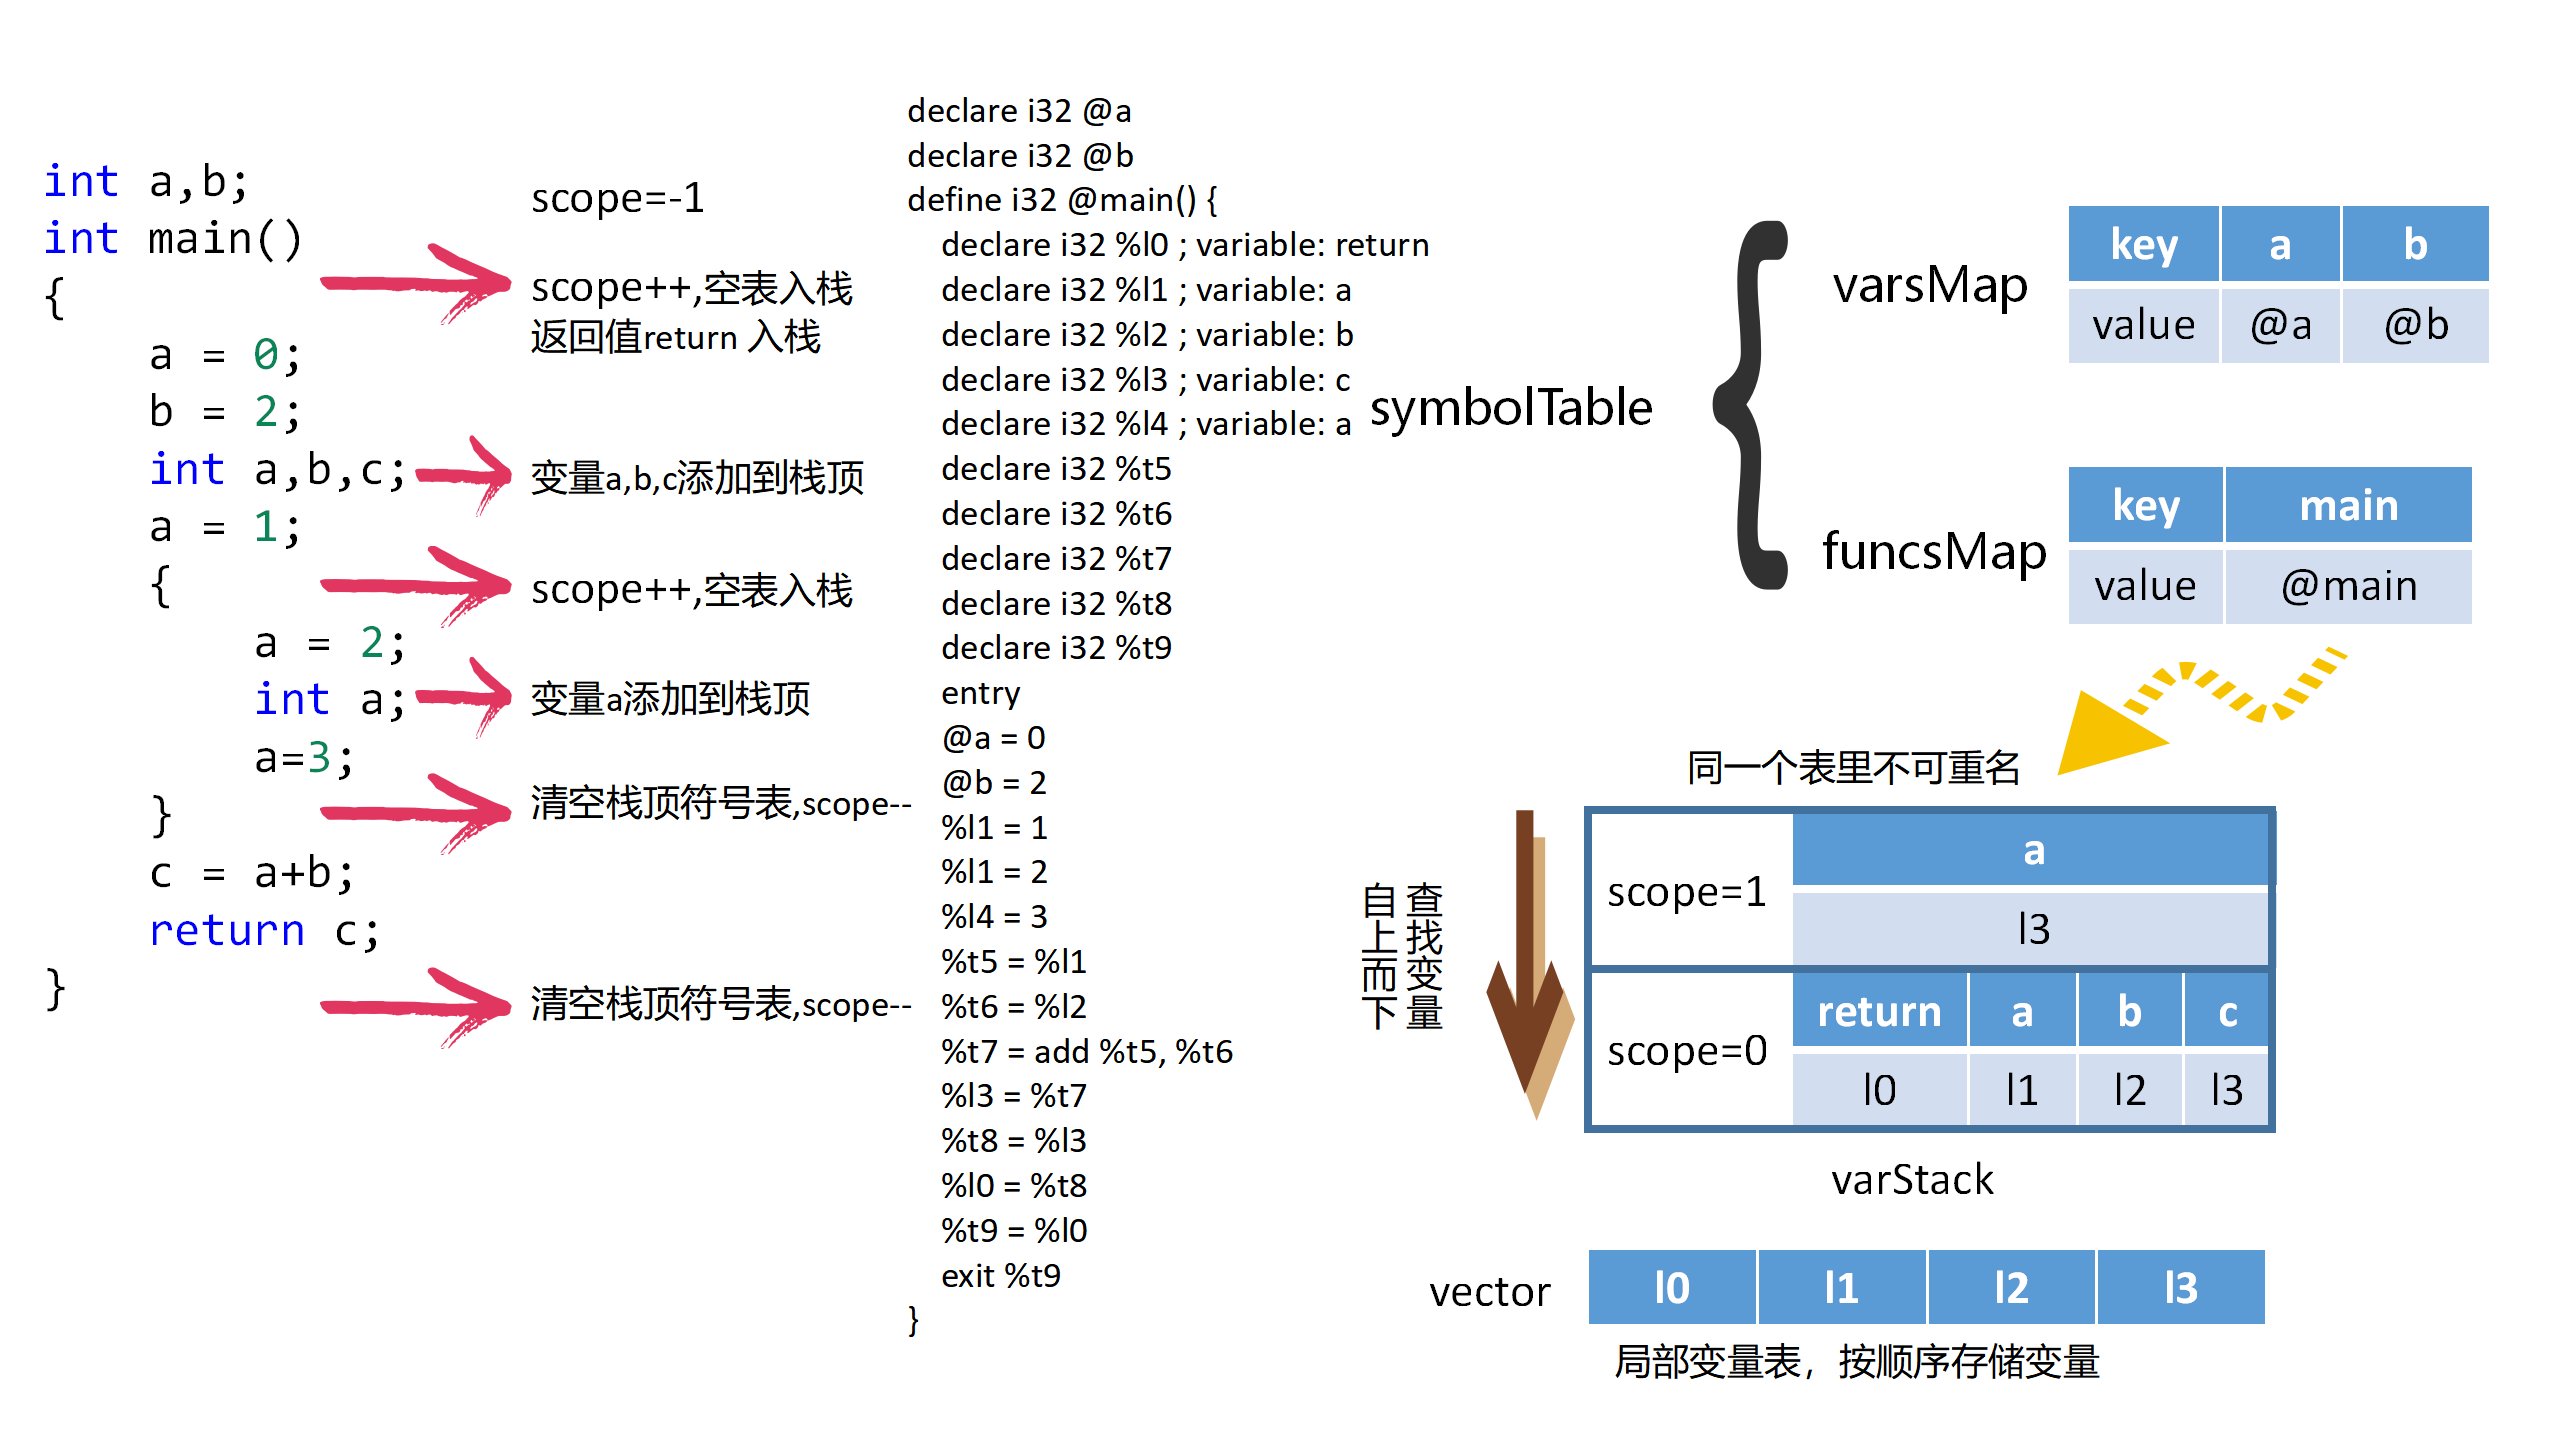 int a,b;
int main()
{
a = 0;
b = 2;
int a,b,c;
a = 1;
{
a = 2;
int a;
a=3;
}
c = a+b;
return c;
}
scope=-1
scope++,空表入栈
返回值return 入栈
变量a,b,c添加到栈顶
scope++,空表入栈
变量a添加到栈顶
清空栈顶符号表,scope--
清空栈顶符号表,scope--
declare i32 @a
declare i32 @b
define i32 @main() {
declare i32 %l0 ; variable: return
declare i32 %l1 ; variable: a
declare i32 %l2 ; variable: b
declare i32 %l3 ; variable: c
declare i32 %l4 ; variable: a
declare i32 %t5
declare i32 %t6
declare i32 %t7
declare i32 %t8
declare i32 %t9
entry
@a = 0
@b = 2
%l1 = 1
%l1 = 2
%l4 = 3
%t5 = %l1
%t6 = %l2
%t7 = add %t5, %t6
%l3 = %t7
%t8 = %l3
%l0 = %t8
%t9 = %l0
exit %t9
}
symbolTable
varsMap
key a b
value @a @b
funcsMap
key main
value @main
同一个表里不可重名
查找变量
自上而下
scope=1
a
l3
scope=0
return a b c
l0 l1 l2 l3
varStack
vector
l0 l1 l2 l3
局部变量表，按顺序存储变量